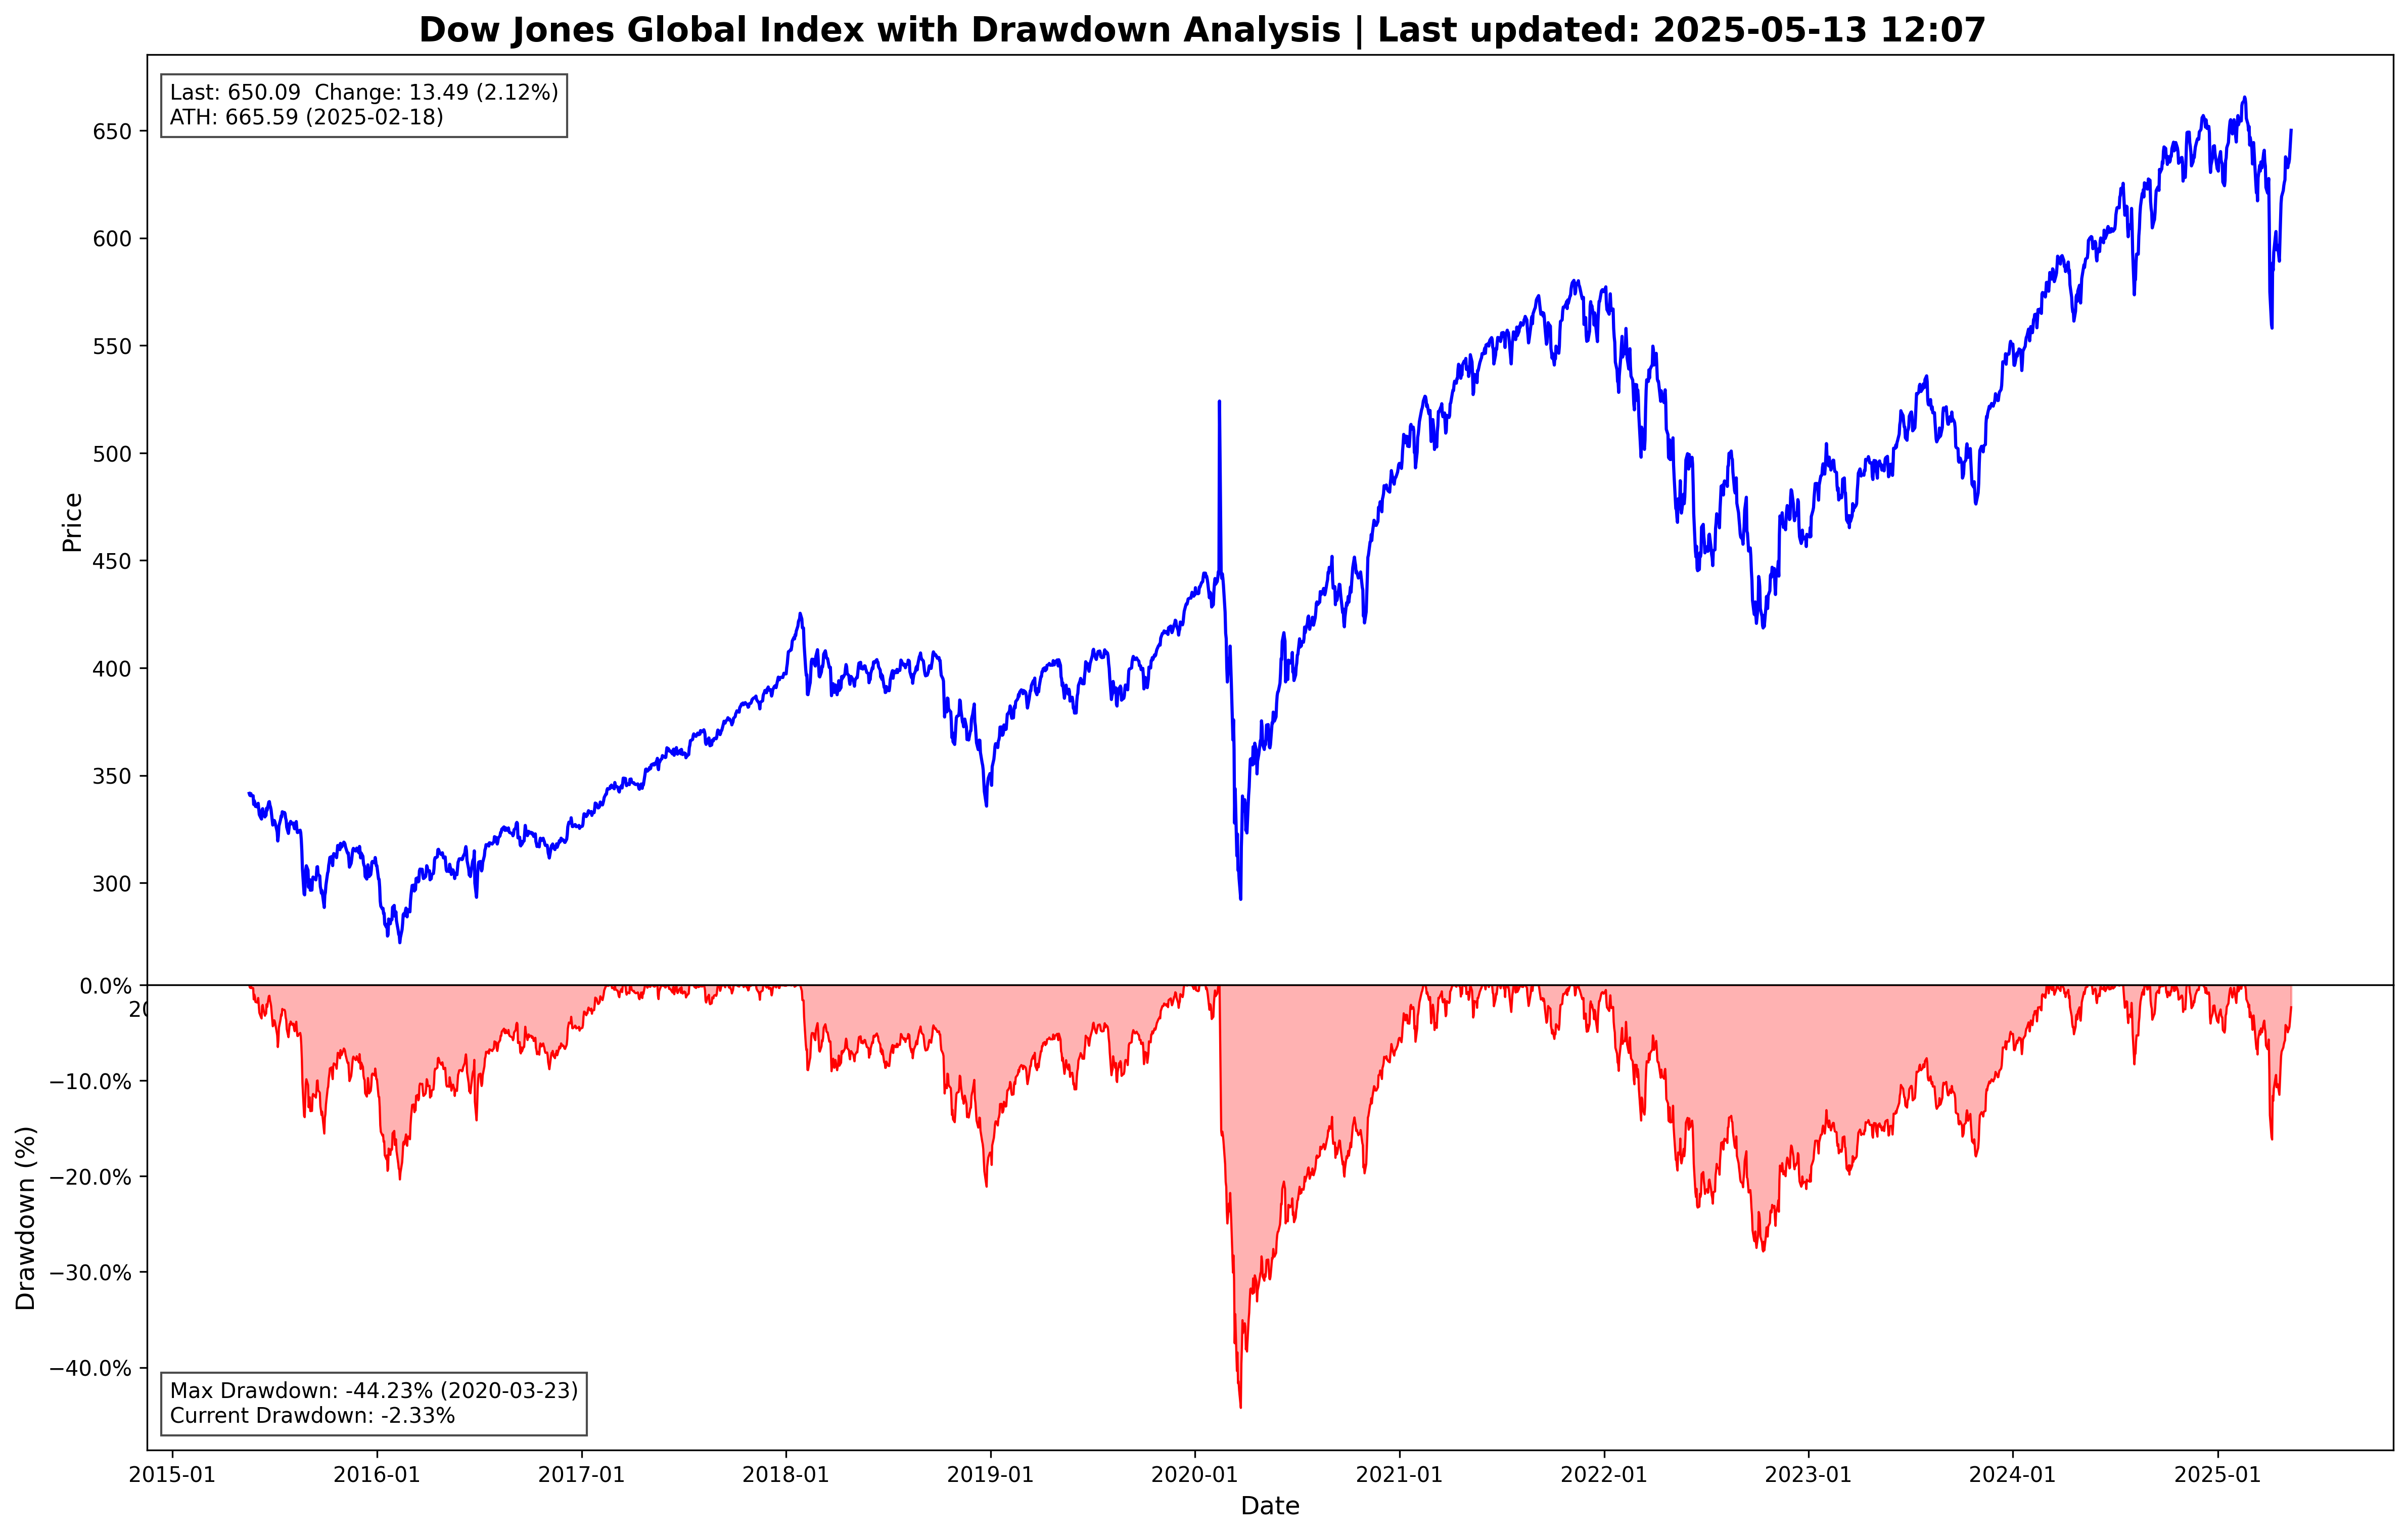 Dow Jones Global Index with Drawdown Analysis | Last updated: 2025-05-13 12:07
Last: 650.09  Change: 13.49 (2.12%)
ATH: 665.59 (2025-02-18)
650
600
550
500
450
400
350
300
Price
0.0%
20
−10.0%
−20.0%
−30.0%
−40.0%
Drawdown (%)
Max Drawdown: -44.23% (2020-03-23)
Current Drawdown: -2.33%
2015-01 2016-01 2017-01 2018-01 2019-01 2020-01 2021-01 2022-01 2023-01 2024-01 2025-01
Date